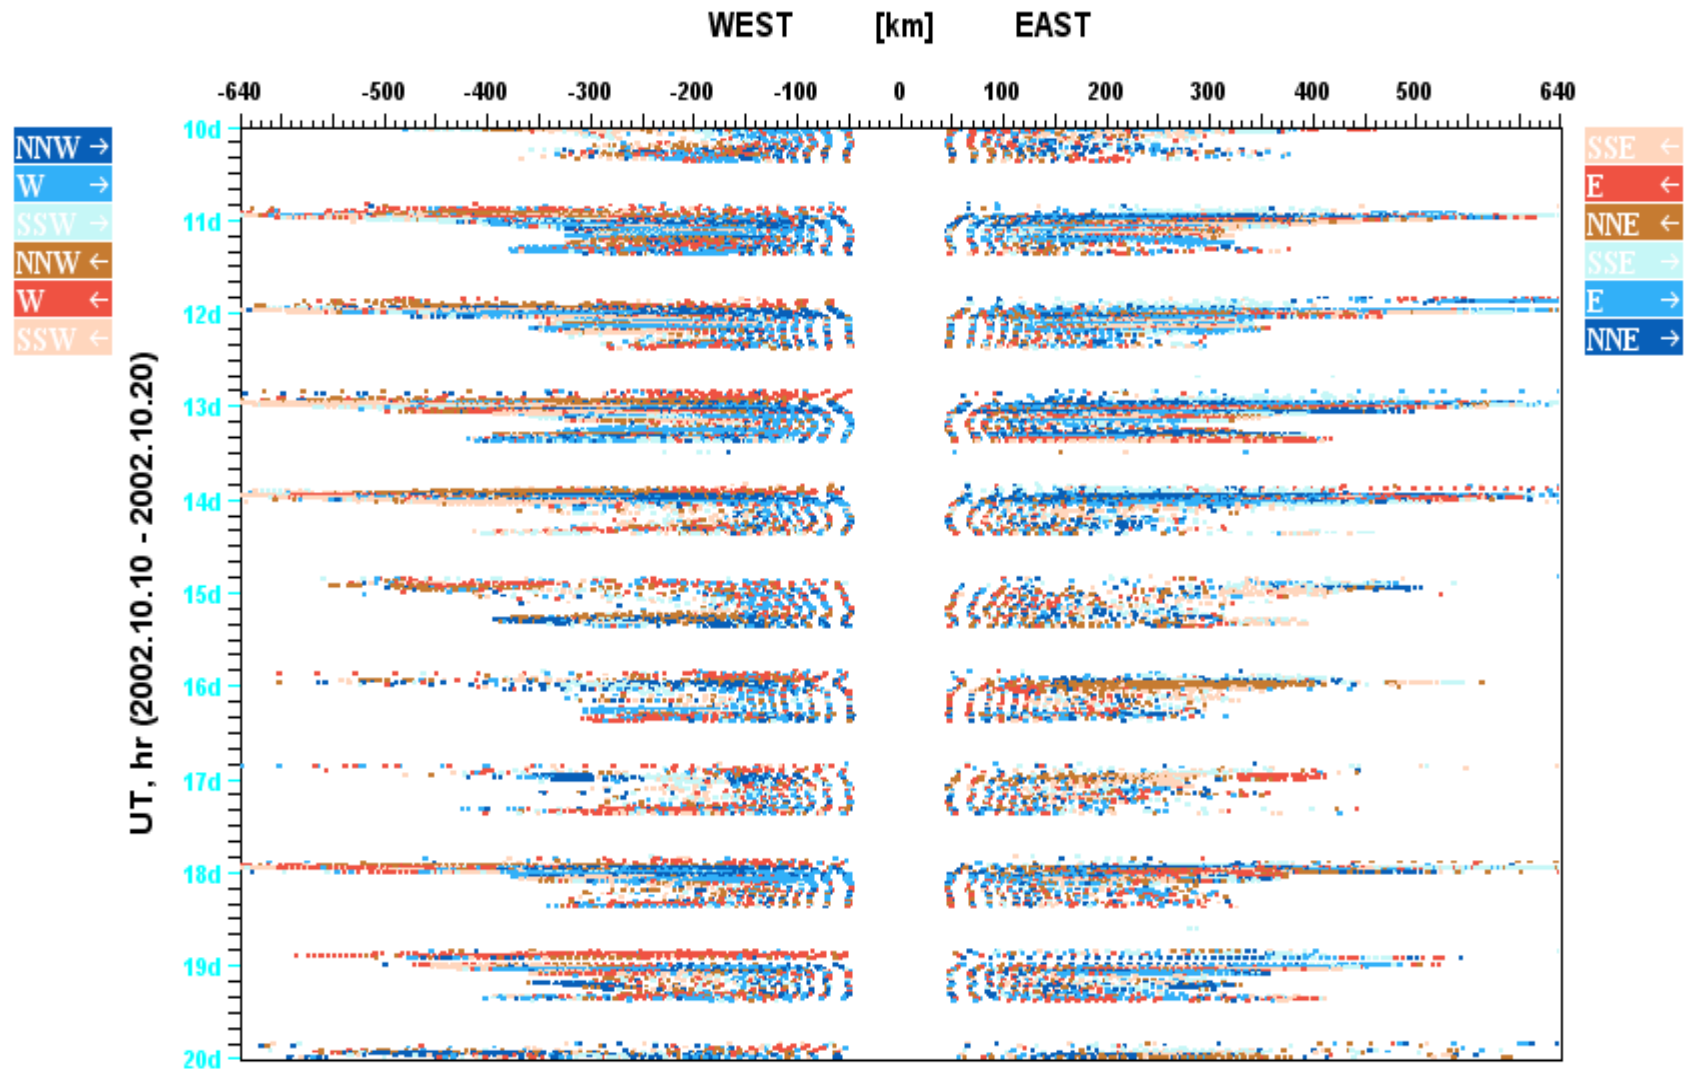 WEST [km] EAST
-640 -500 -400 -300 -200 -100 0 100 200 300 400 500 640
NNW →
W →
SSW →
NNW ←
W ←
SSW ←
SSE ←
E ←
NNE ←
SSE →
E →
NNE →
UT, hr (2002.10.10 - 2002.10.20)
10d
11d
12d
13d
14d
15d
16d
17d
18d
19d
20d